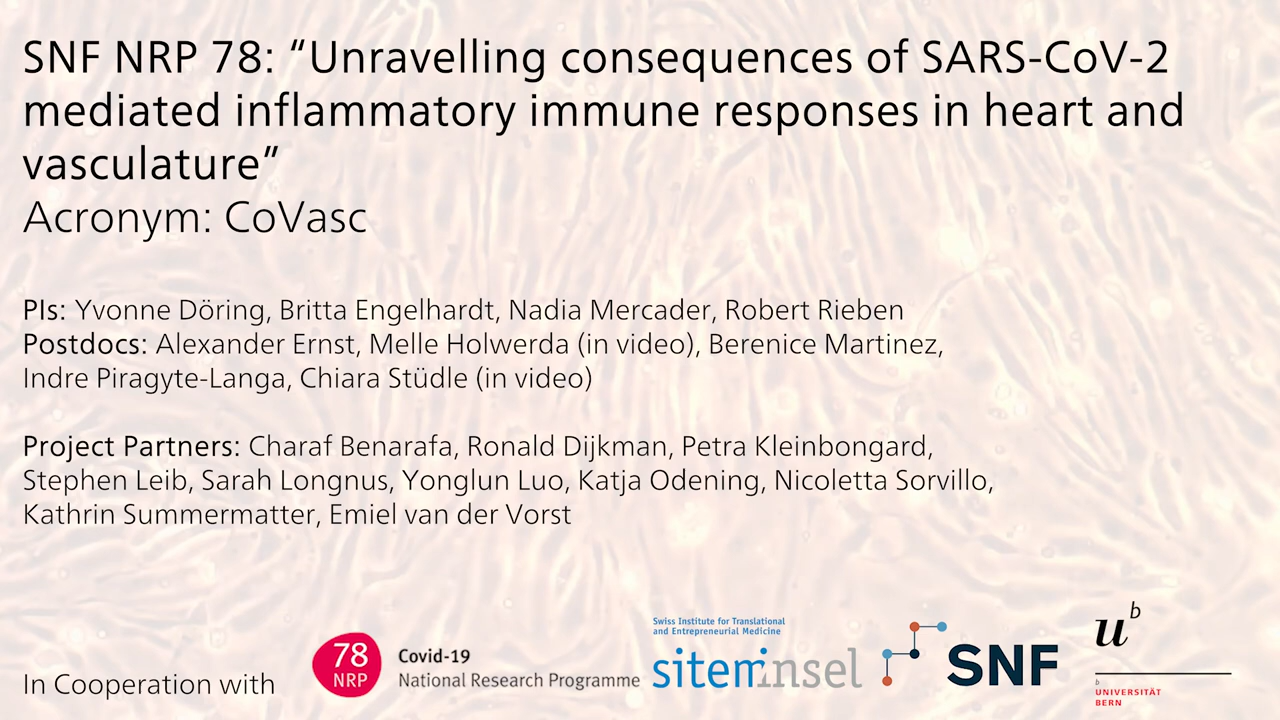 SNF NRP 78: “Unravelling consequences of SARS-CoV-2
mediated inflammatory immune responses in heart and
vasculature”
Acronym: CoVasc
PIs: Yvonne Döring, Britta Engelhardt, Nadia Mercader, Robert Rieben
Postdocs: Alexander Ernst, Melle Holwerda (in video), Berenice Martinez,
Indre Piragyte-Langa, Chiara Stüdle (in video)
Project Partners: Charaf Benarafa, Ronald Dijkman, Petra Kleinbongard,
Stephen Leib, Sarah Longnus, Yonglun Luo, Katja Odening, Nicoletta Sorvillo,
Kathrin Summermatter, Emiel van der Vorst
In Cooperation with
78
NRP
Covid-19
National Research Programme
Swiss Institute for Translational
and Entrepreneurial Medicine
siteminsel
SNF
u b
b
UNIVERSITÄT
BERN